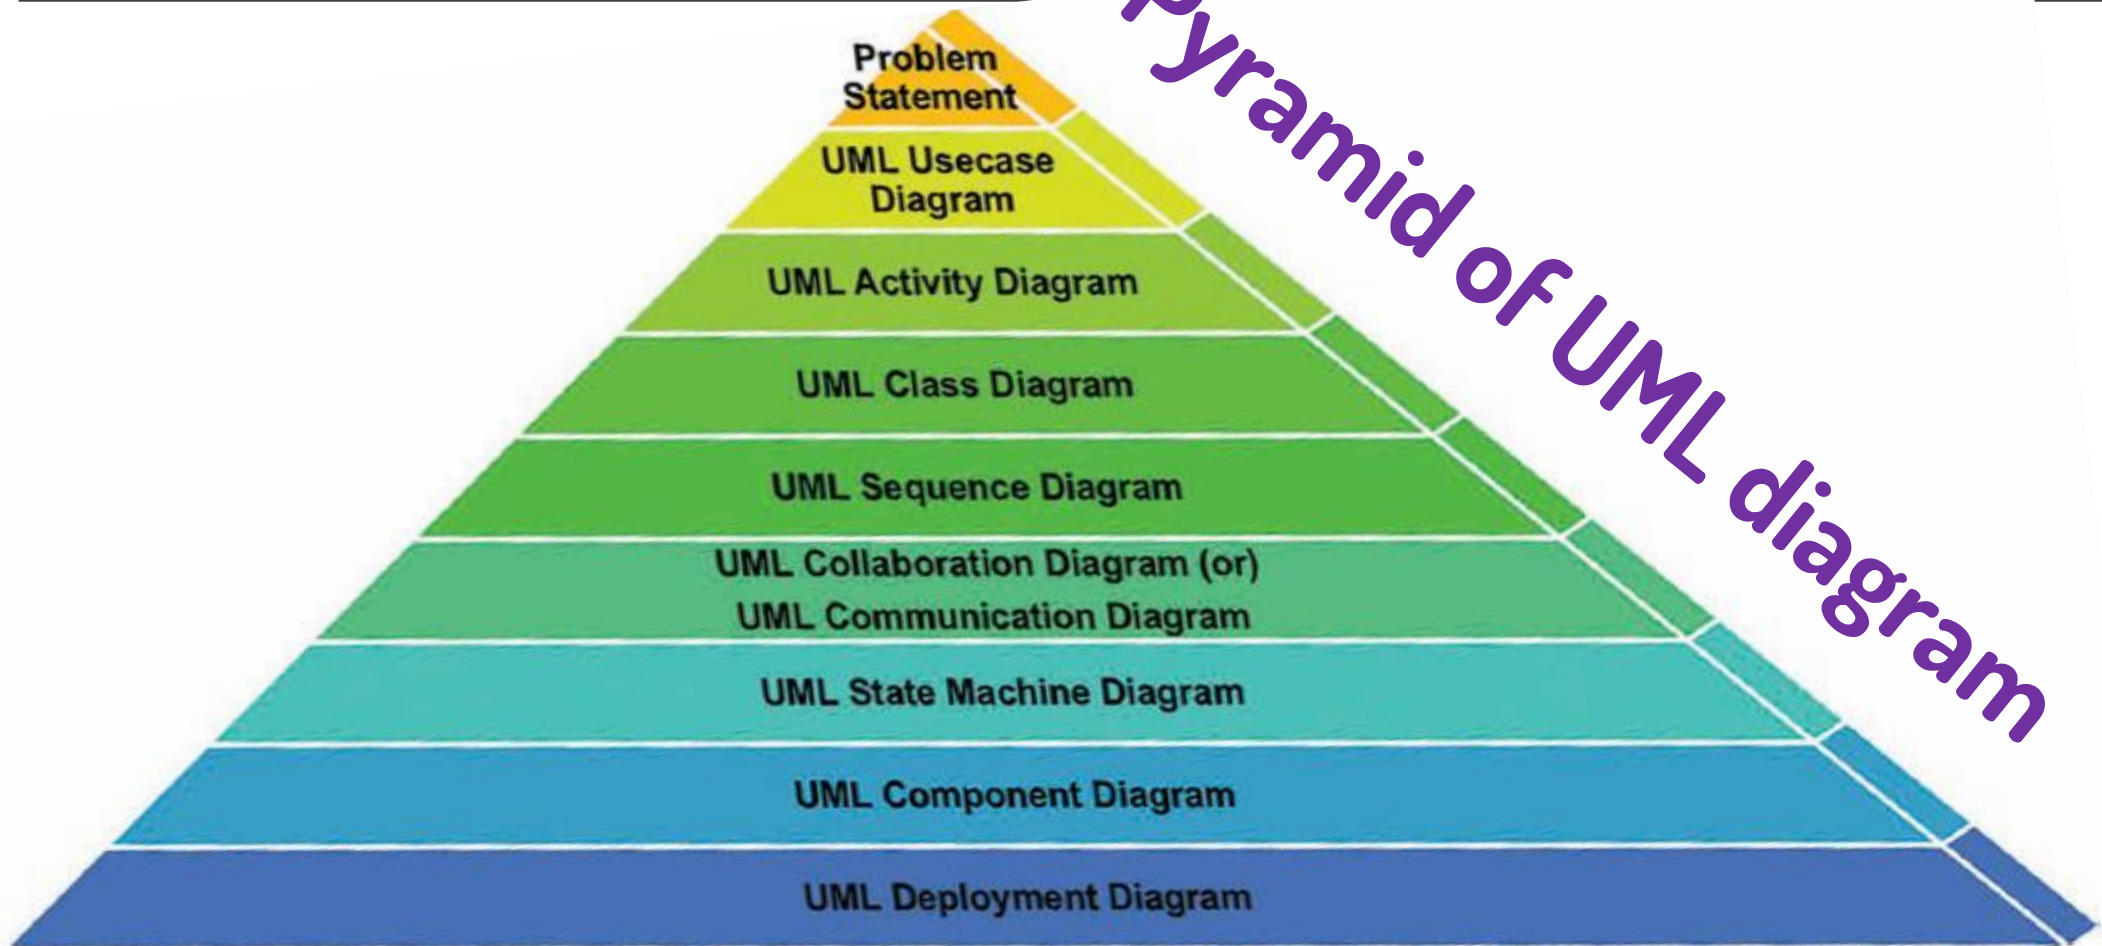 Problem
Statement
UML Usecase
Diagram
UML Activity Diagram
UML Class Diagram
UML Sequence Diagram
UML Collaboration Diagram (or)
UML Communication Diagram
UML State Machine Diagram
UML Component Diagram
UML Deployment Diagram
Pyramid of UML diagram